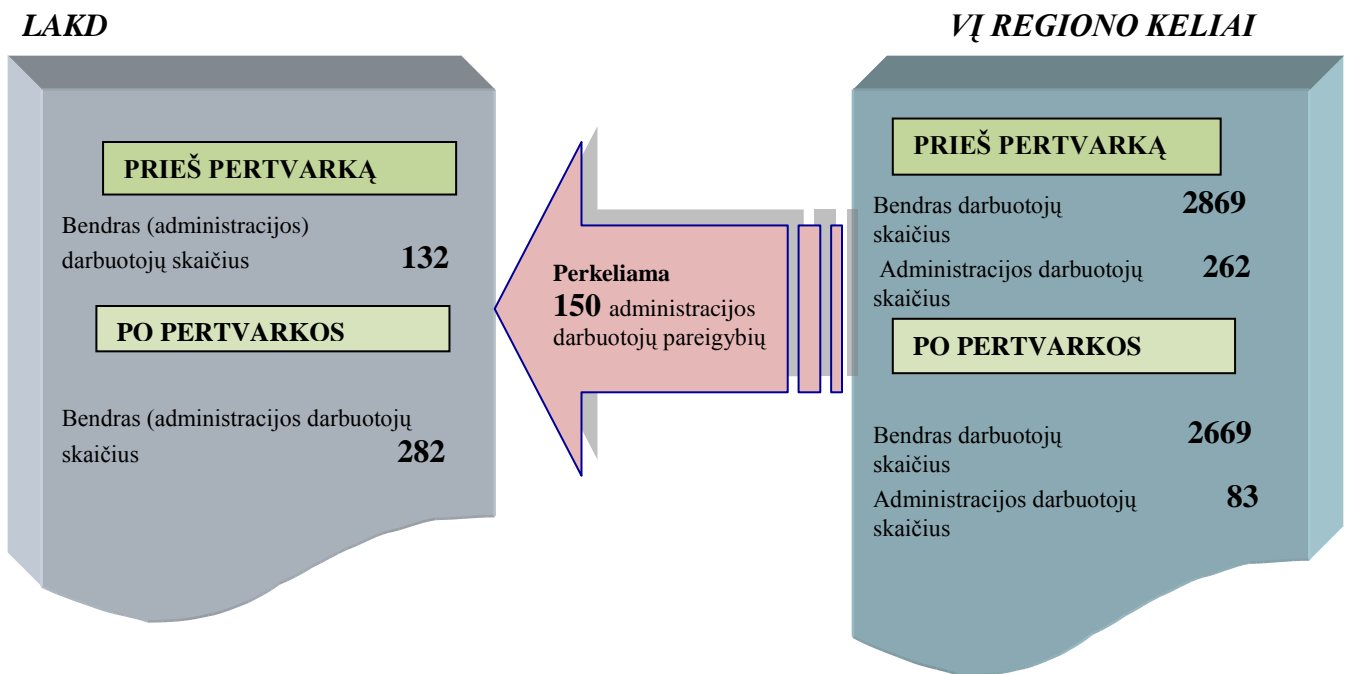 LAKD
PRIEŠ PERTVARKĄ
Bendras (administracijos)
darbuotojų skaičius 132
PO PERTVARKOS
Bendras (administracijos darbuotojų
skaičius 282
Perkeliama
150 administracijos
darbuotojų pareigybių
VĮ REGIONO KELIAI
PRIEŠ PERTVARKĄ
Bendras darbuotojų 2869
skaičius
Administracijos darbuotojų 262
skaičius
PO PERTVARKOS
Bendras darbuotojų 2669
skaičius
Administracijos darbuotojų 83
skaičius